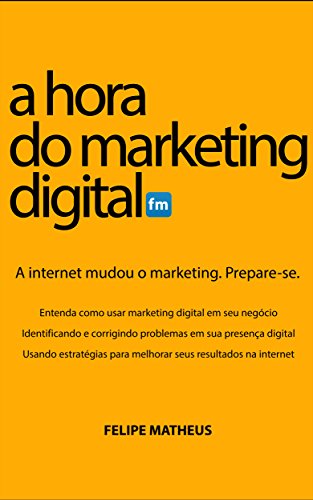 a hora
do marketing
digital fm
A internet mudou o marketing. Prepare-se.
Entenda como usar marketing digital em seu negócio
Identificando e corrigindo problemas em sua presença digital
Usando estratégias para melhorar seus resultados na internet
FELIPE MATHEUS